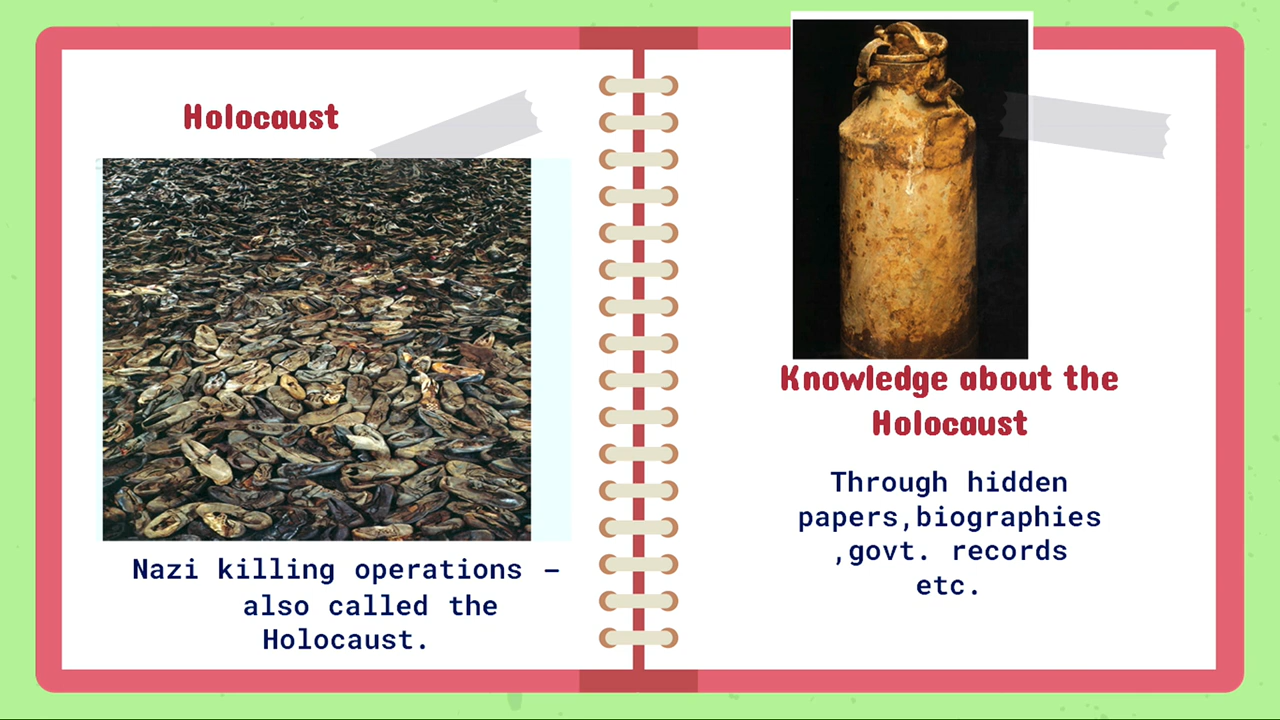 Holocaust
Nazi killing operations –
also called the
Holocaust.
Knowledge about the
Holocaust
Through hidden
papers,biographies
,govt. records
etc.